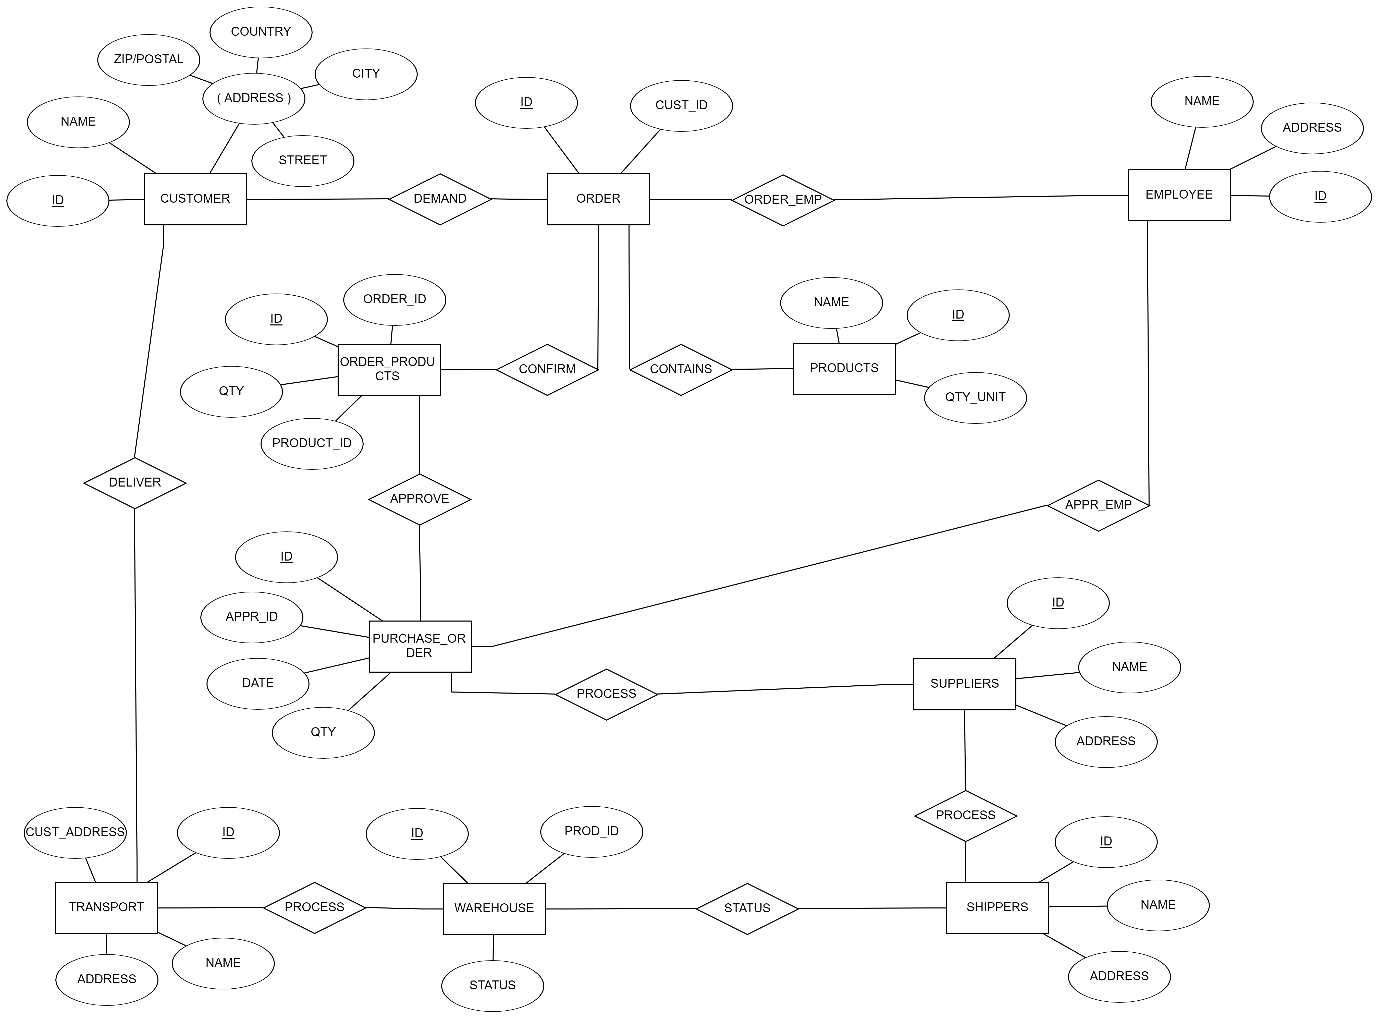 COUNTRY
ZIP/POSTAL
CITY
( ADDRESS )
NAME
STREET
ID
CUSTOMER
DEMAND
ID
CUST_ID
ORDER
ORDER_EMP
NAME
ADDRESS
EMPLOYEE
ID
ORDER_ID
ID
ORDER_PRODU
CTS
QTY
PRODUCT_ID
CONFIRM
CONTAINS
NAME
ID
PRODUCTS
QTY_UNIT
DELIVER
APPROVE
APPR_EMP
ID
APPR_ID
PURCHASE_OR
DER
DATE
QTY
PROCESS
ID
NAME
SUPPLIERS
ADDRESS
PROCESS
CUST_ADDRESS
ID
TRANSPORT
ADDRESS
NAME
PROCESS
ID
PROD_ID
WAREHOUSE
STATUS
STATUS
ID
SHIPPERS
NAME
ADDRESS